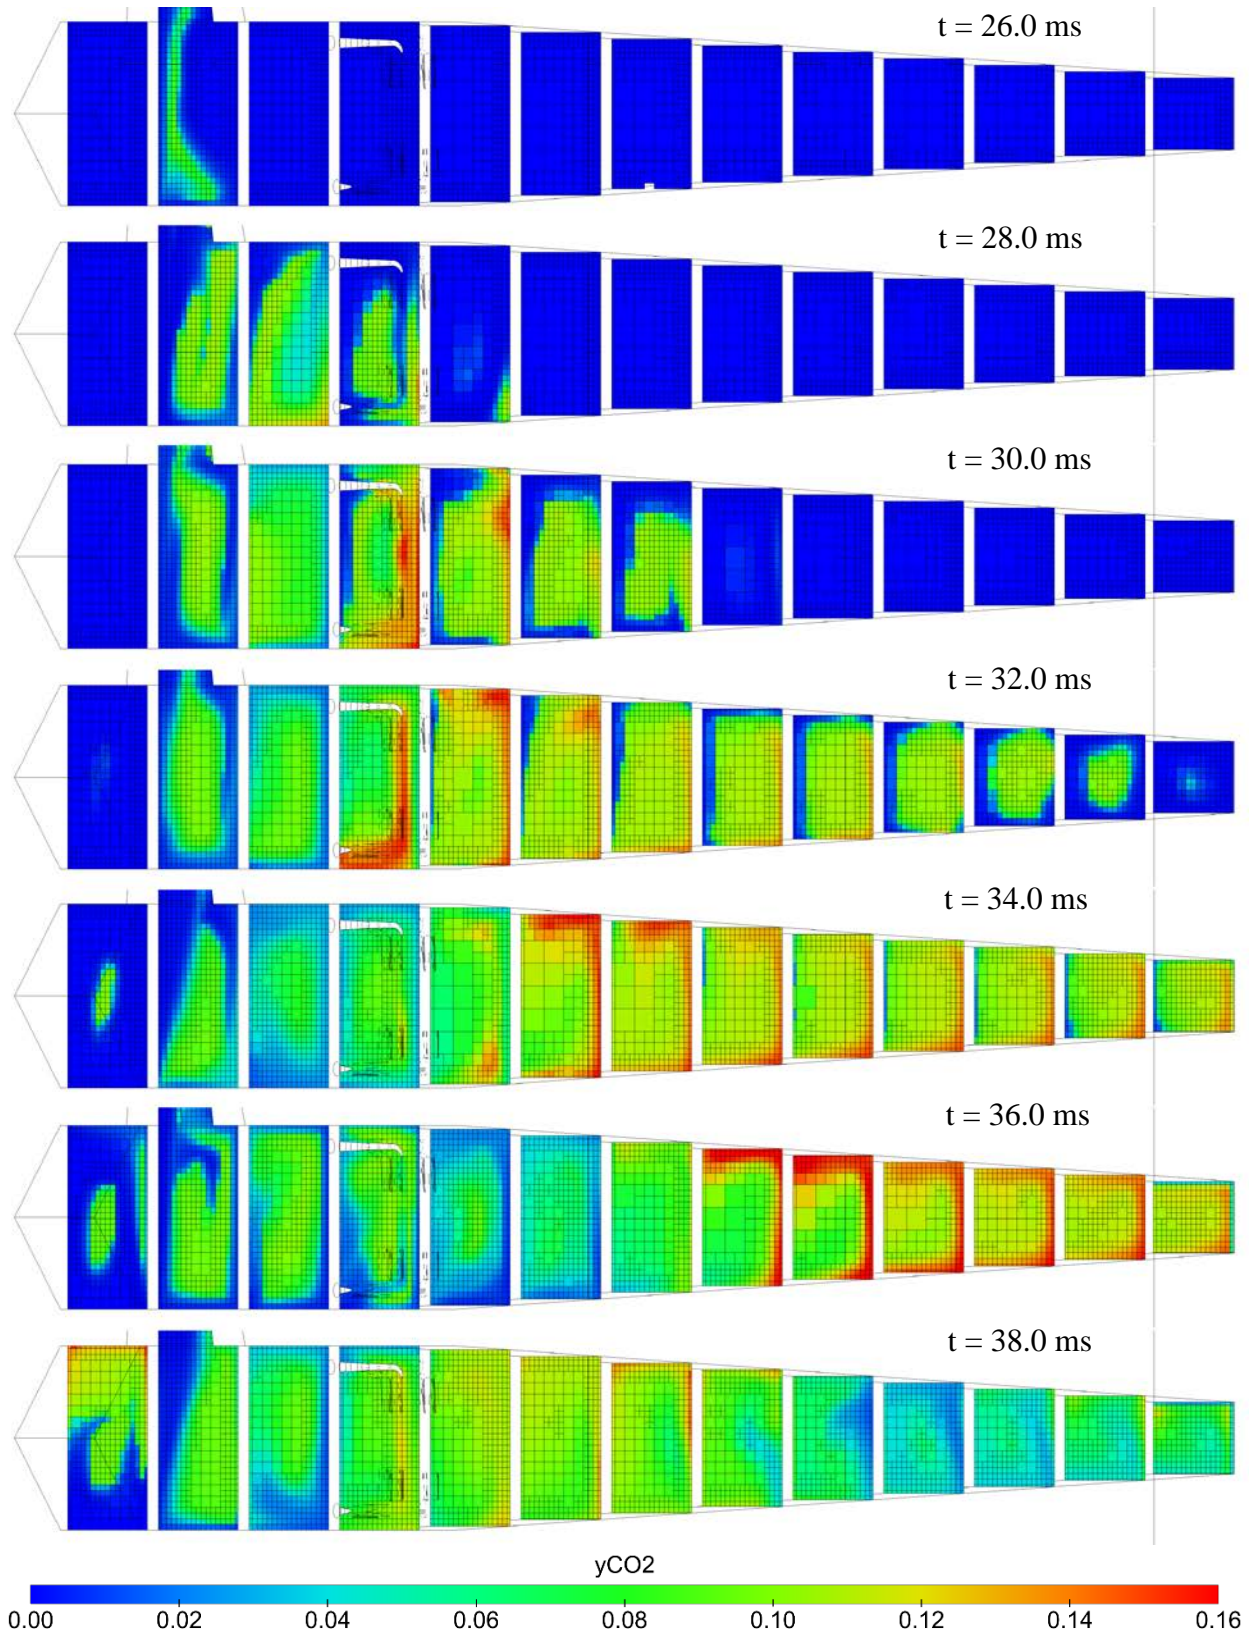 t = 26.0 ms
t = 28.0 ms
t = 30.0 ms
t = 32.0 ms
t = 34.0 ms
t = 36.0 ms
t = 38.0 ms
yCO2
0.00 0.02 0.04 0.06 0.08 0.10 0.12 0.14 0.16